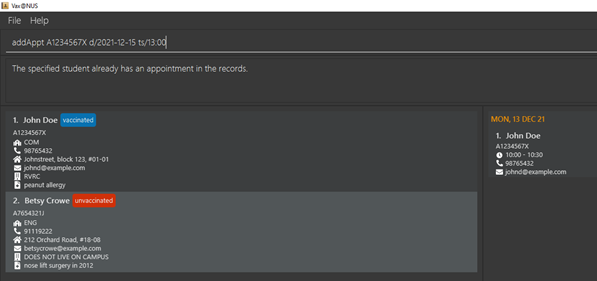 Vax@NUS
File Help
addAppt A1234567X d/2021-12-15 ts/13:00
The specified student already has an appointment in the records.
1. John Doe vaccinated
A1234567X
COM
98765432
Johnstreet, block 123, #01-01
johnd@example.com
RVRC
peanut allergy
2. Betsy Crowe unvaccinated
A7654321J
ENG
91119222
212 Orchard Road, #18-08
betsycrowe@example.com
DOES NOT LIVE ON CAMPUS
nose lift surgery in 2012
MON, 13 DEC 21
1. John Doe
A1234567X
10:00 - 10:30
98765432
johnd@example.com